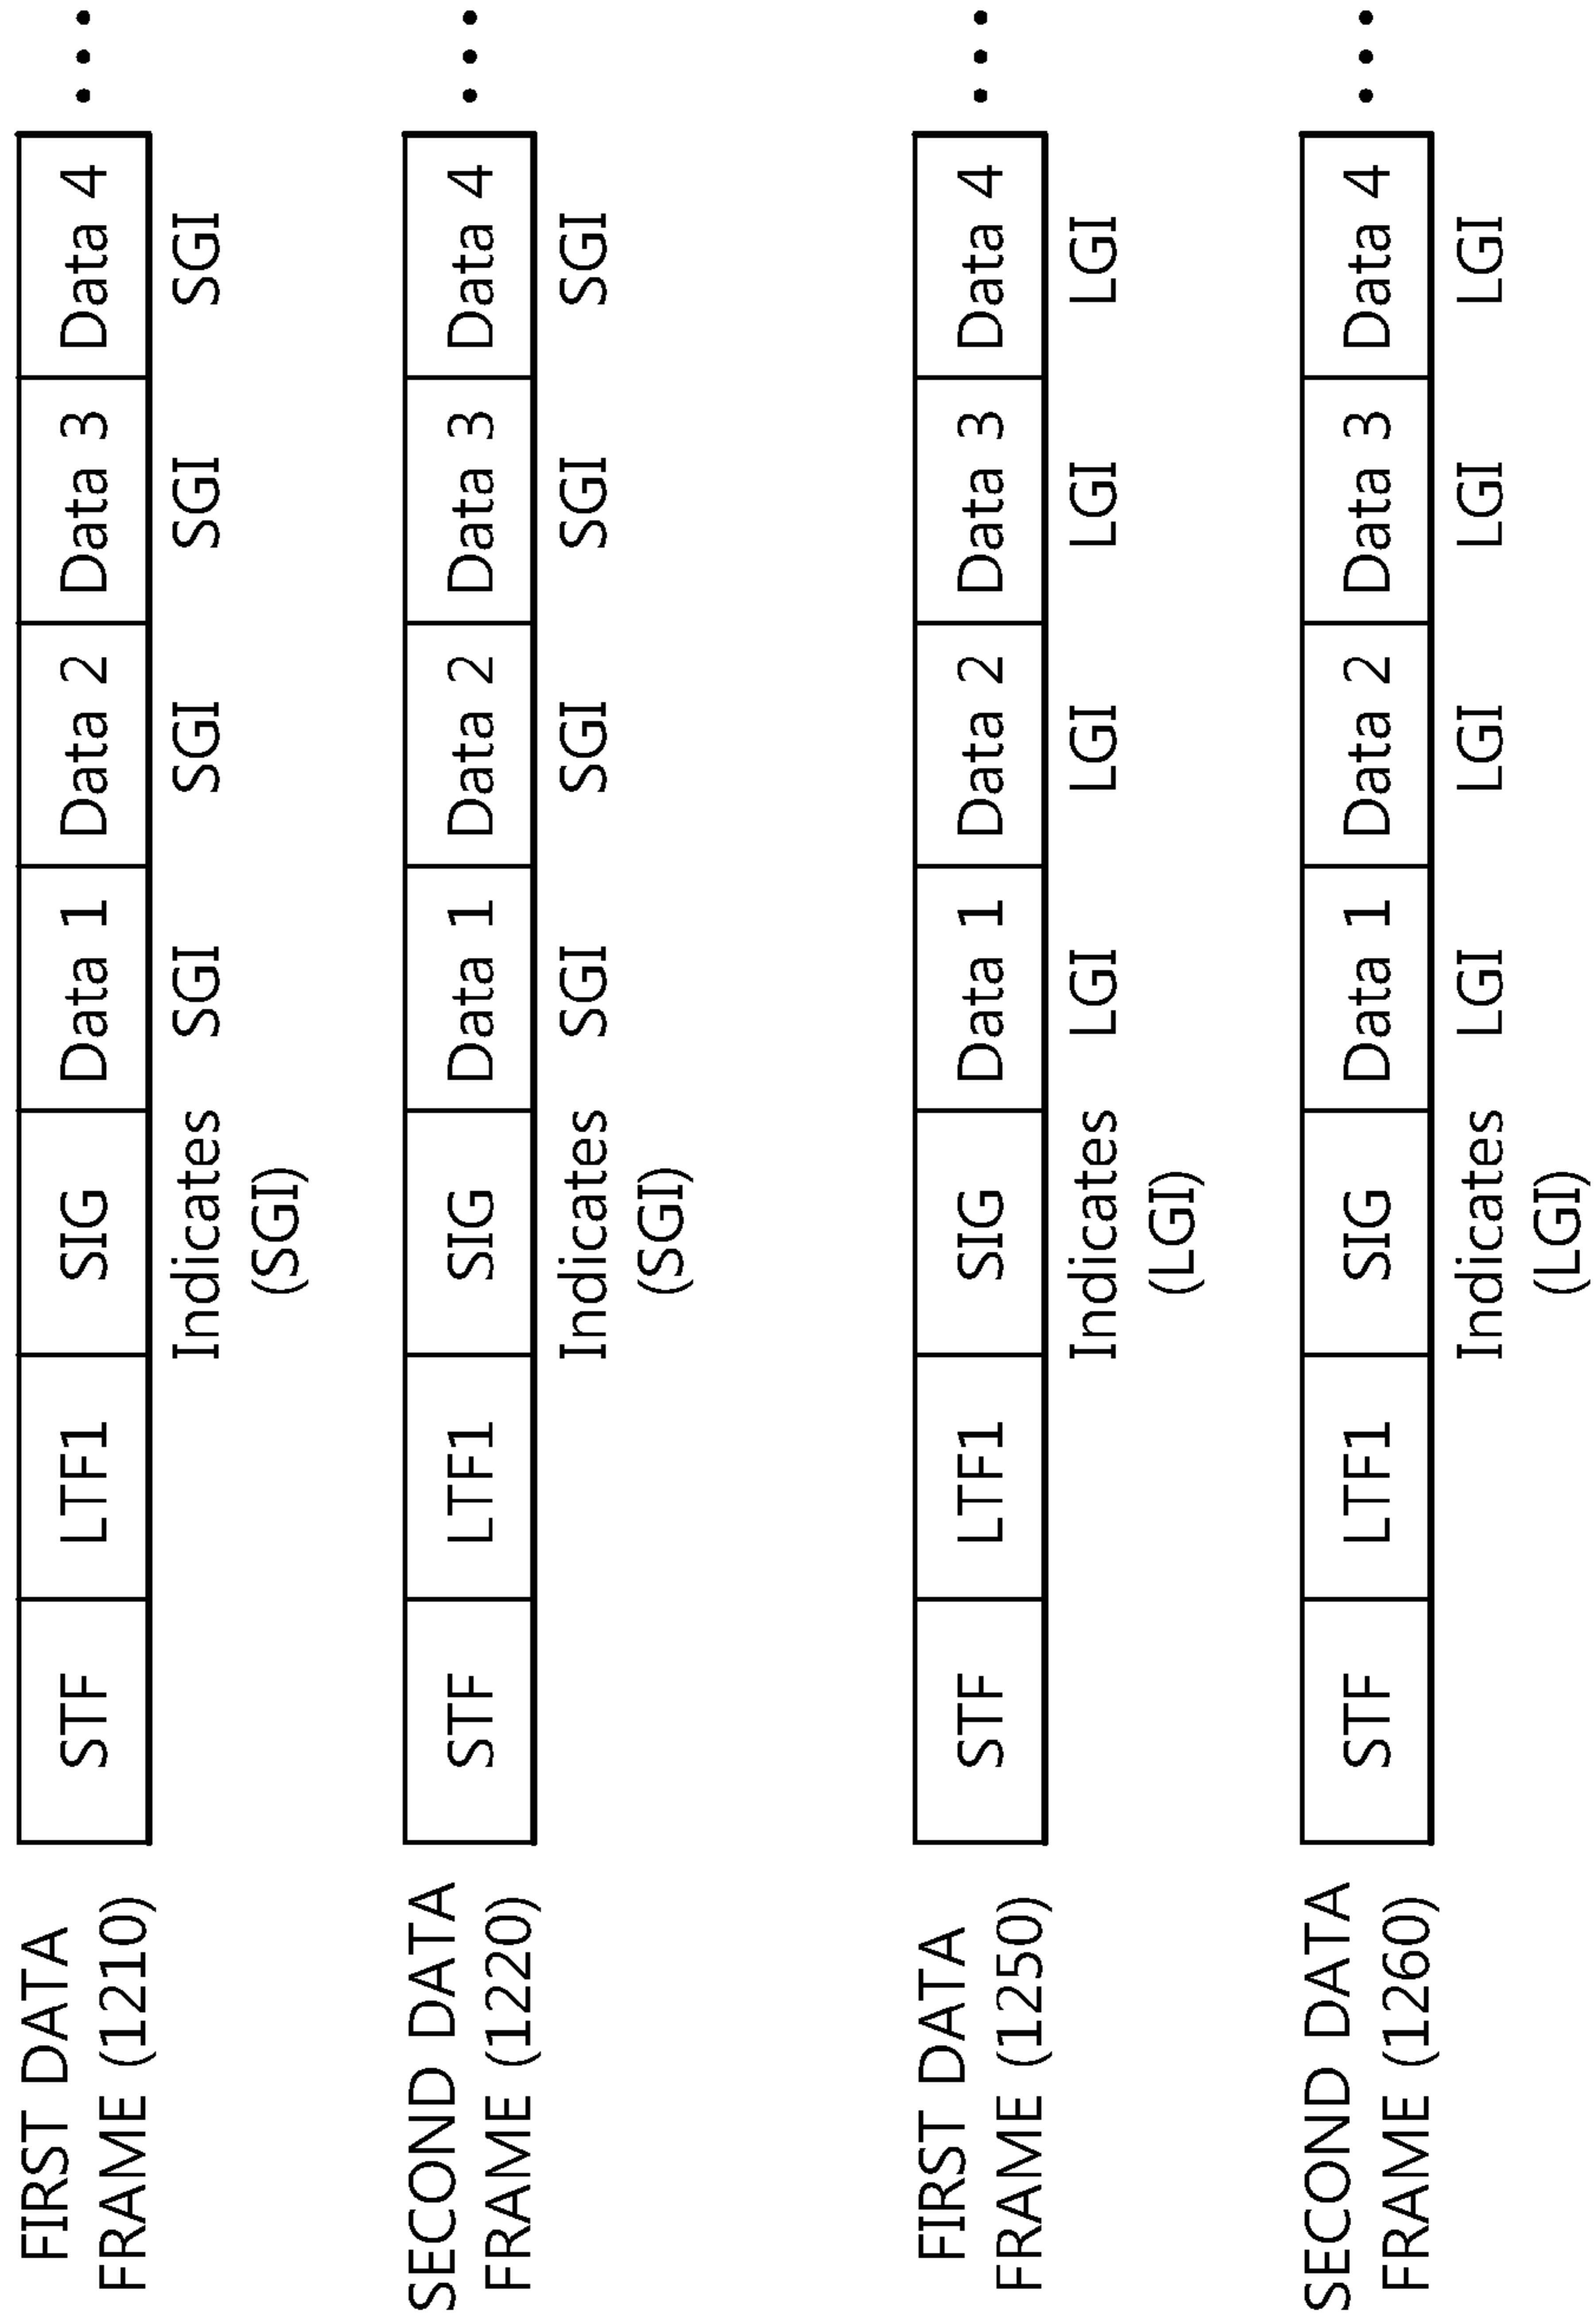 FIRST DATA
FRAME (1210)
STF LTF1 SIG Data 1 Data 2 Data 3 Data 4
Indicates SGI SGI SGI SGI
(SGI)
SECOND DATA
FRAME (1220)
STF LTF1 SIG Data 1 Data 2 Data 3 Data 4
Indicates SGI SGI SGI SGI
(SGI)
FIRST DATA
FRAME (1250)
STF LTF1 SIG Data 1 Data 2 Data 3 Data 4
Indicates LGI LGI LGI LGI
(LGI)
SECOND DATA
FRAME (1260)
STF LTF1 SIG Data 1 Data 2 Data 3 Data 4
Indicates LGI LGI LGI LGI
(LGI)